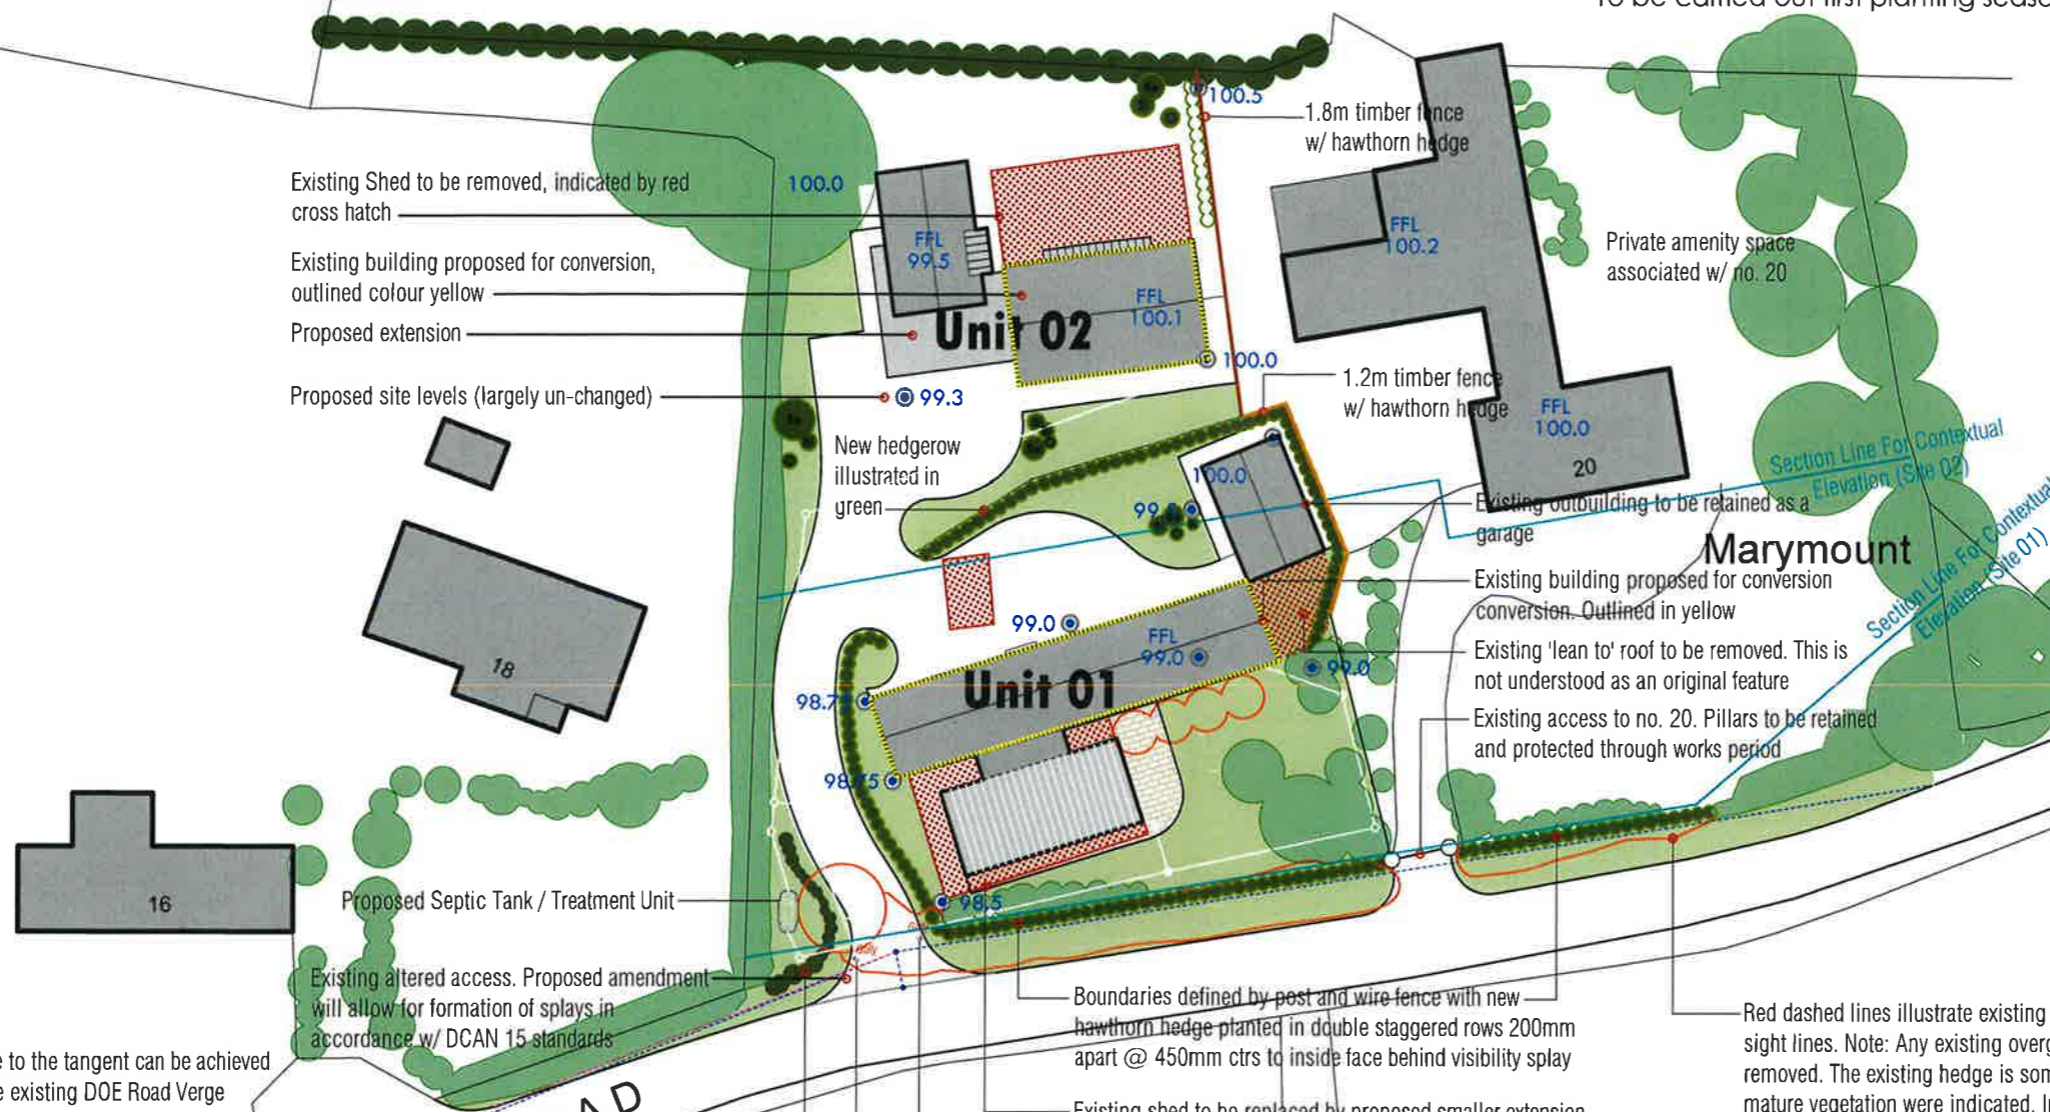 To be carried out first planting
100.5
1.8m timber fence
w/ hawthorn hedge
Existing Shed to be removed, indicated by red
cross hatch
100.0
FFL
99.5
FFL
100.2
Private amenity space
associated w/ no. 20
Existing building proposed for conversion,
outlined colour yellow
FFL
100.1
Proposed extension
Unit 02
100.0
Proposed site levels (largely un-changed)
99.3
1.2m timber fence
w/ hawthorn hedge
FFL
100.0
20
New hedgerow
illustrated in
green
100.0
Section Line For Contextual
Elevation (Site 02)
Existing outbuilding to be retained as a
garage
Marymount
Section Line For Contextual
Elevation (Site 01)
Existing building proposed for conversion
conversion. Outlined in yellow
99.0
FFL
99.0
99.0
Existing 'lean to' roof to be removed. This is
not understood as an original feature
18
Unit 01
Existing access to no. 20. Pillars to be retained
and protected through works period
98.75
16
Proposed Septic Tank / Treatment Unit
98.5
Existing altered access. Proposed amendment
will allow for formation of splays in
accordance w/ DCAN 15 standards
Boundaries defined by post and wire fence with new
hawthorn hedge planted in double staggered rows 200mm
apart @ 450mm ctrs to inside face behind visibility splay
Red dashed lines illustrate existing
sight lines. Note: Any existing
removed. The existing hedge is
mature vegetation were indicated.
to the tangent can be achieved
existing DOE Road Verge
Existing shed to be replaced by proposed smaller extension